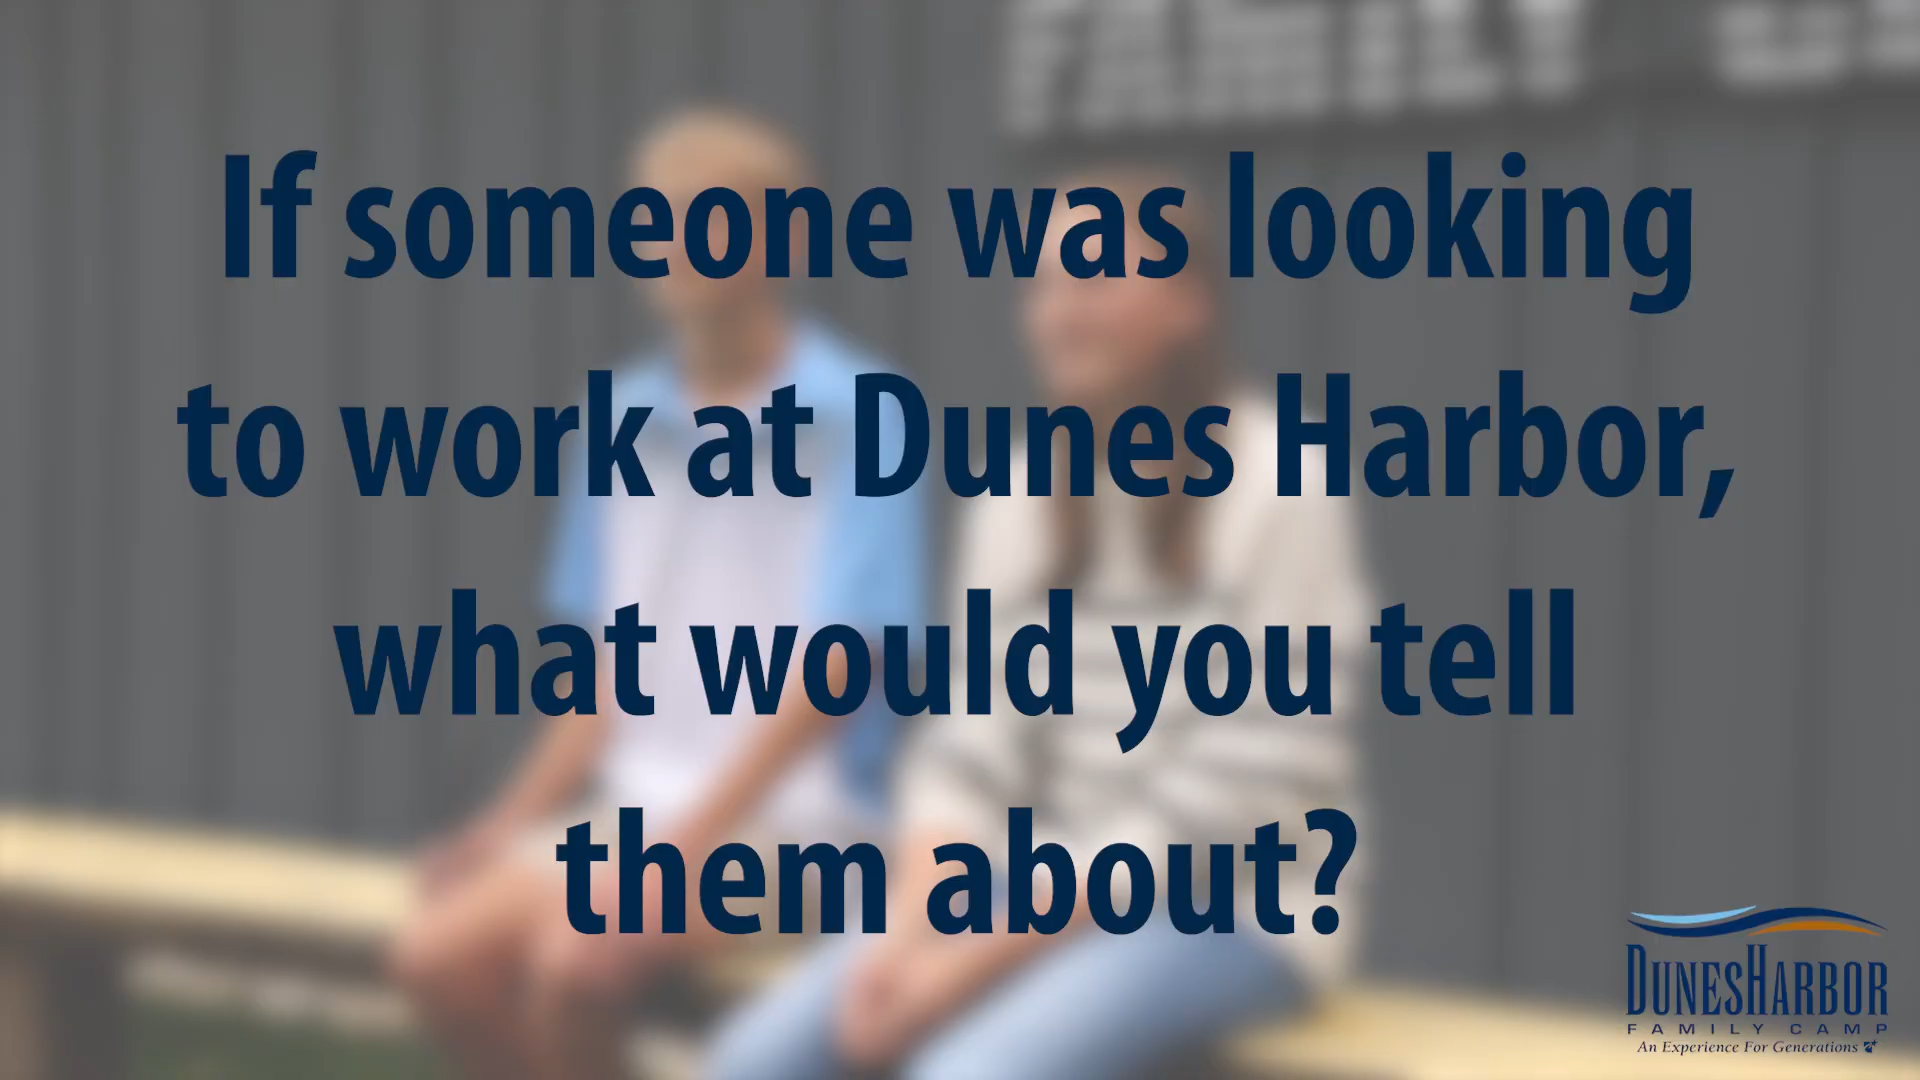 FAMILY
If someone was looking
to work at Dunes Harbor,
what would you tell
them about?
DUNESHARBOR
FAMILY CAMP
An Experience For Generations